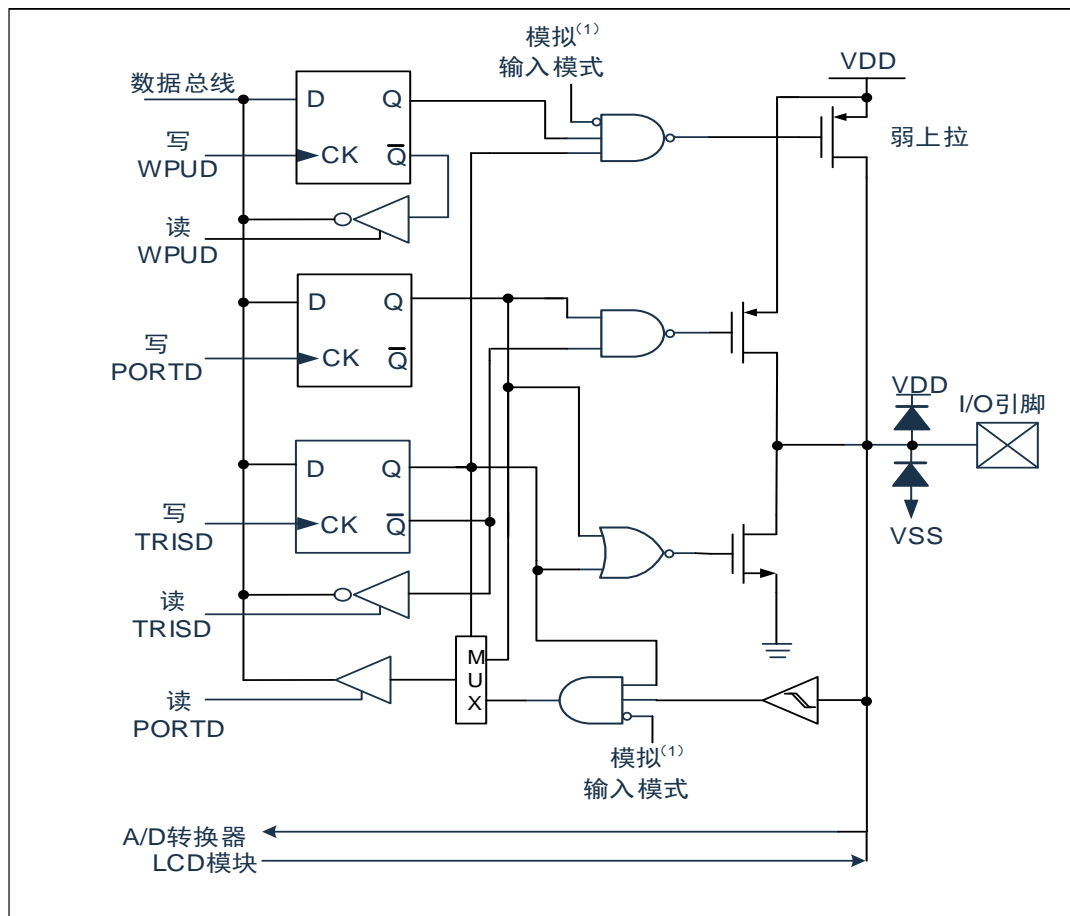 模拟(1)
输入模式
VDD
数据总线
D Q
弱上拉
写
WPUD
CK Q
读
WPUD
D Q
写
PORTD
CK Q
VDD
I/O引脚
D Q
写
TRISD
CK Q
VSS
读
TRISD
MUX
读
PORTD
模拟(1)
输入模式
A/D转换器
LCD模块